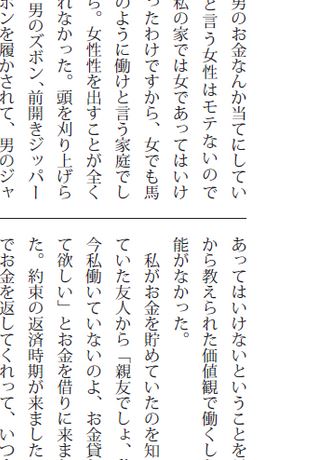 男のお金なんか当てにしてい
と言う女性はモテないので
私の家では女であってはいけ
ったわけですから、女でも馬
のように働けと言う家庭でし
ら。女性性を出すことが全く
れなかった。頭を刈り上げら
男のズボン、前開きジッパー
ボンを履かされて、男のジャ
あってはいけないということを
から教えられた価値観で働くし
能がなかった。
私がお金を貯めていたのを知
ていた友人から「親友でしょ、
今私働いていないのよ、お金貸
て欲しい」とお金を借りに来ま
た。約束の返済時期が来ました
でお金を返してくれって、いつ